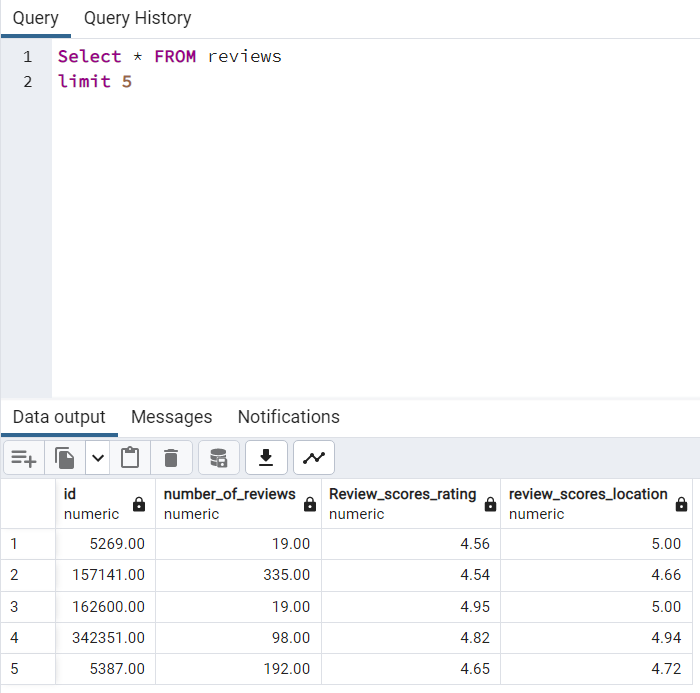 Query Query History
1 Select * FROM reviews
2 limit 5
Data output Messages Notifications
id number_of_reviews Review_scores_rating review_scores_location
numeric numeric numeric numeric
1 5269.00 19.00 4.56 5.00
2 157141.00 335.00 4.54 4.66
3 162600.00 19.00 4.95 5.00
4 342351.00 98.00 4.82 4.94
5 5387.00 192.00 4.65 4.72